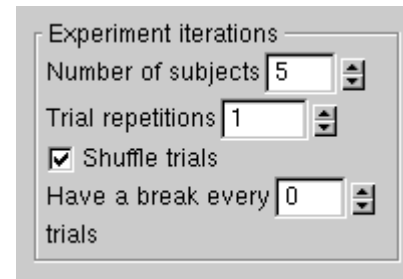 Experiment iterations
Number of subjects 5
Trial repetitions 1
Shuffle trials
Have a break every 0
trials